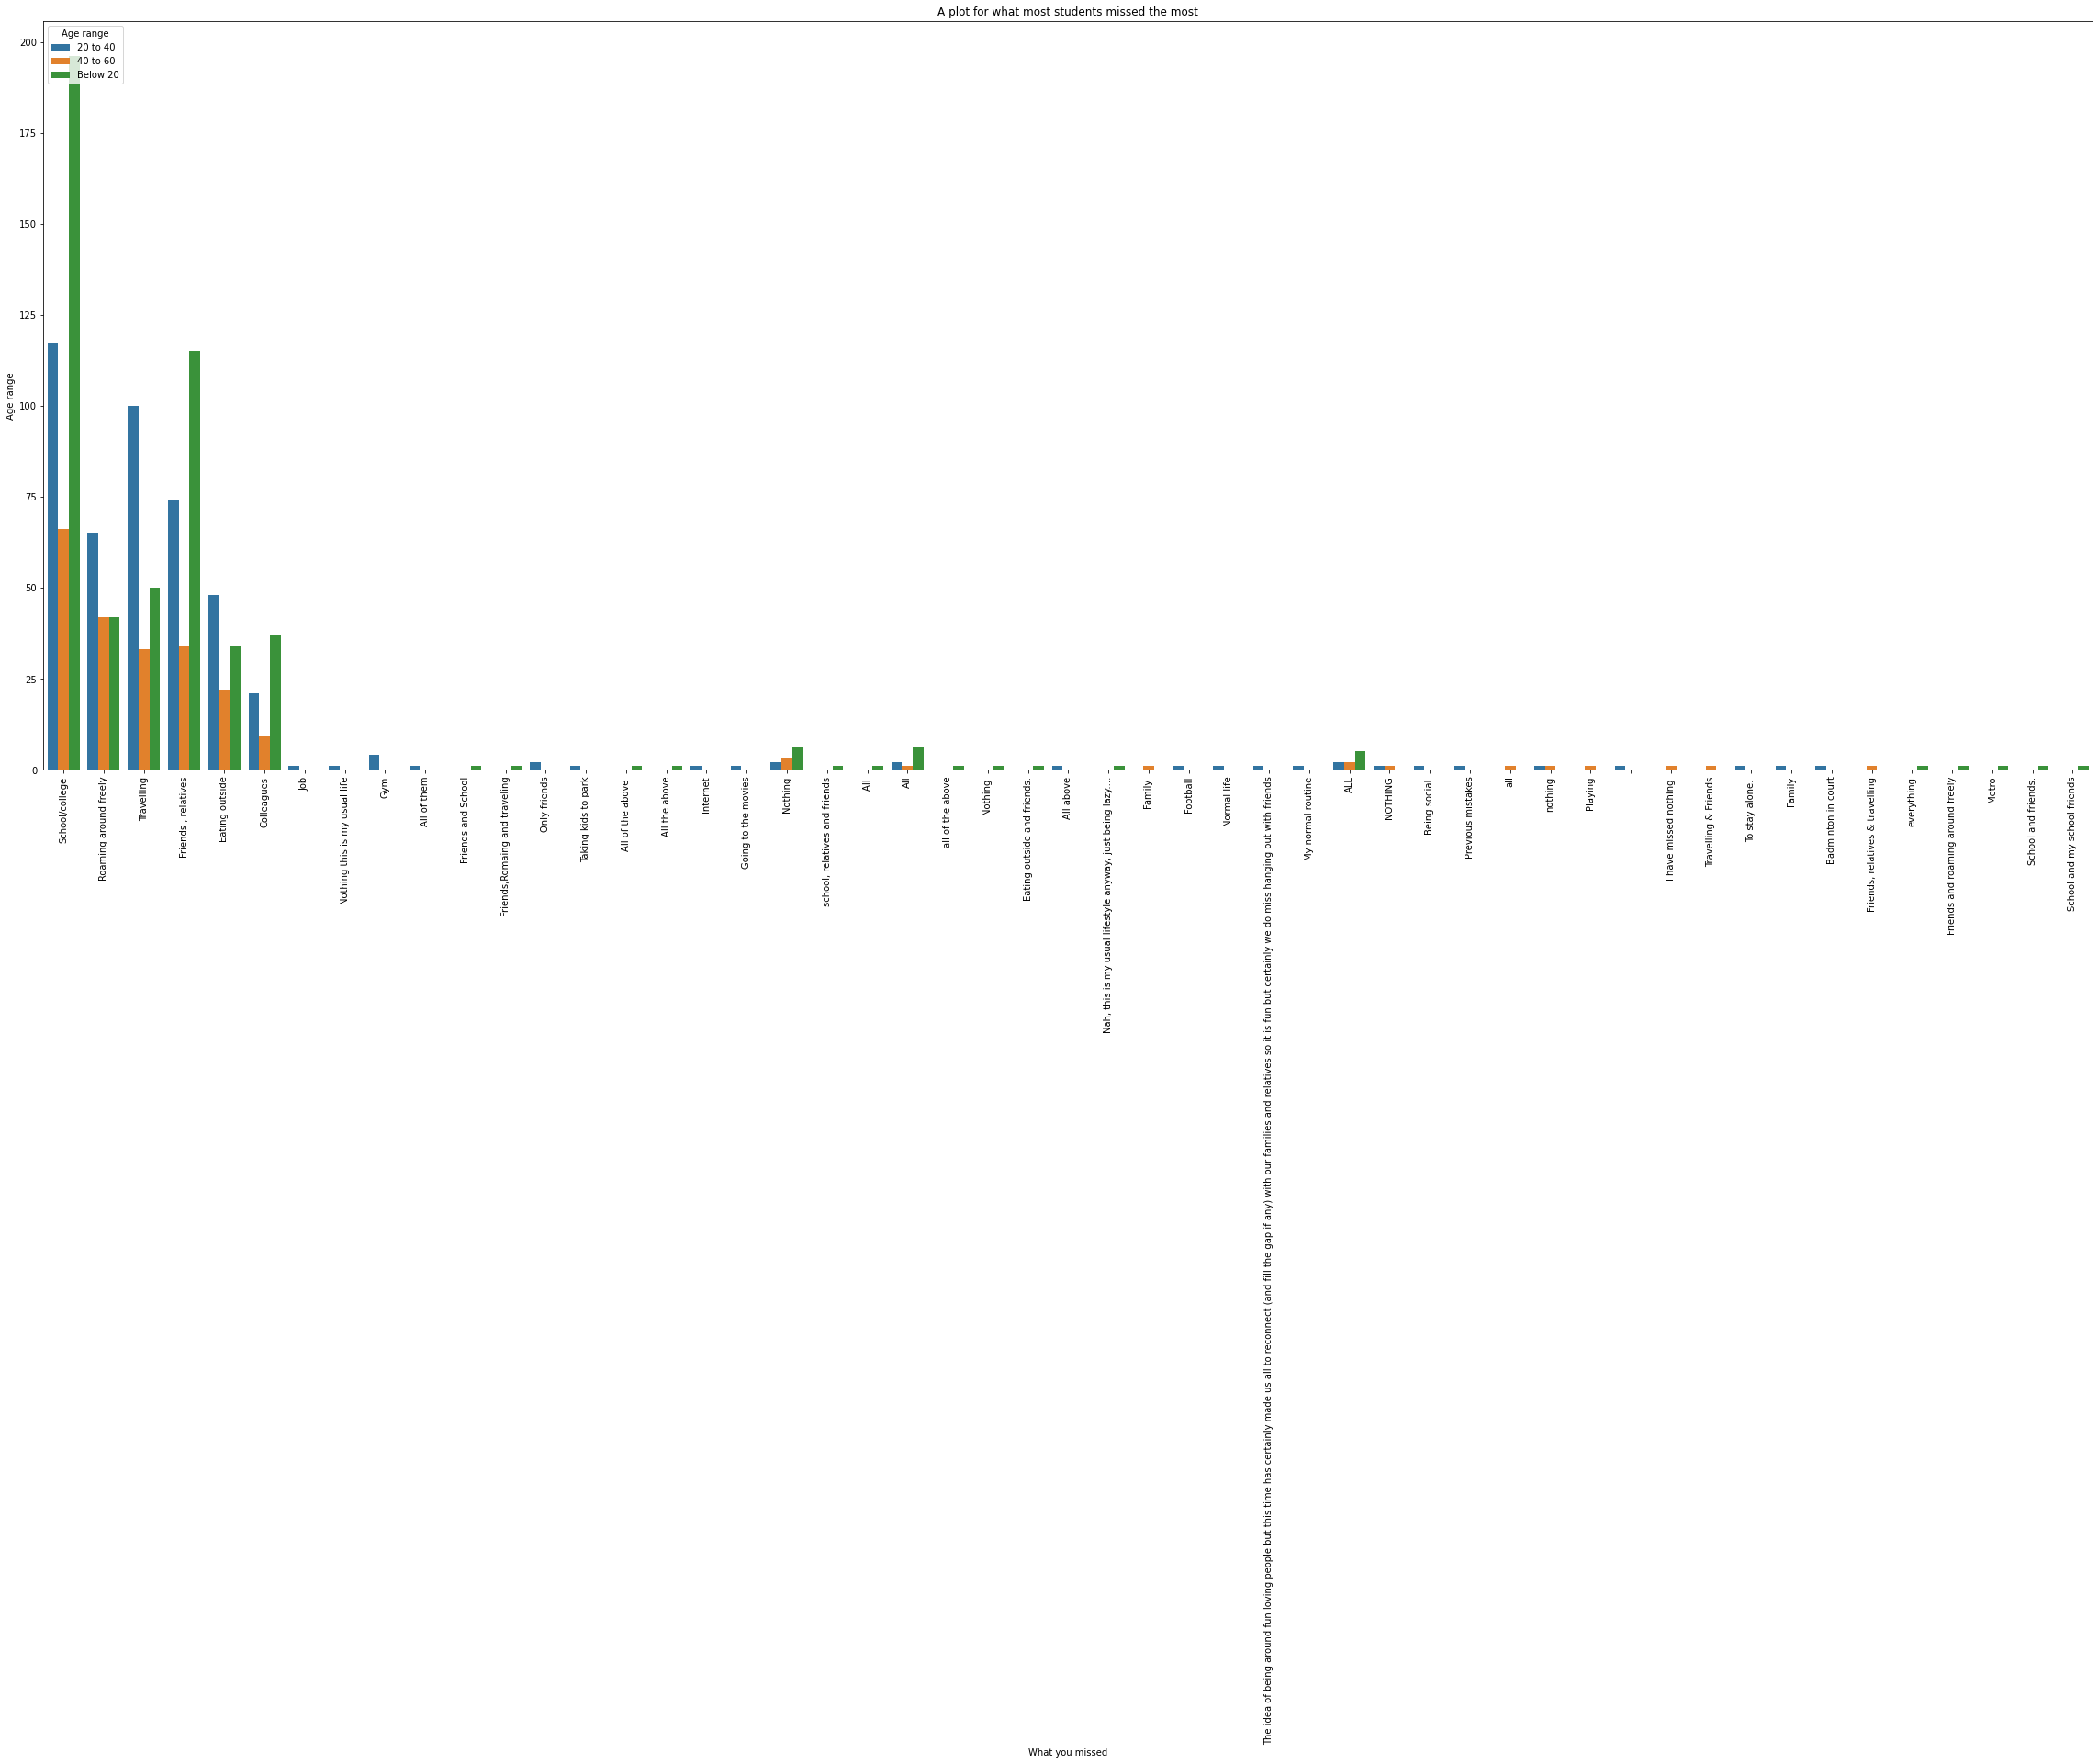 A plot for what most students missed the most
Age range
20 to 40
40 to 60
Below 20
Age range
200
175
150
125
100
75
50
25
0
School/college
Roaming around freely
Travelling
Friends , relatives
Eating outside
Colleagues
Job
Nothing this is my usual life
Gym
All of them
Friends and School
Friends,Romaing and traveling
Only friends
Taking kids to park
All of the above
All the above
Internet
Going to the movies
Nothing
school, relatives and friends
All
All
all of the above
Nothing
Eating outside and friends.
All above
Nah, this is my usual lifestyle anyway, just being lazy....
Family
Football
Normal life
The idea of being around fun loving people but this time has certainly made us all to reconnect (and fill the gap if any) with our families and relatives so it is fun but certainly we do miss hanging out with friends
My normal routine
ALL
NOTHING
Being social
Previous mistakes
all
nothing
Playing
.
I have missed nothing
Travelling & Friends
To stay alone.
Family
Badminton in court
Friends, relatives & travelling
everything
Friends and roaming around freely
Metro
School and friends.
School and my school friends
What you missed